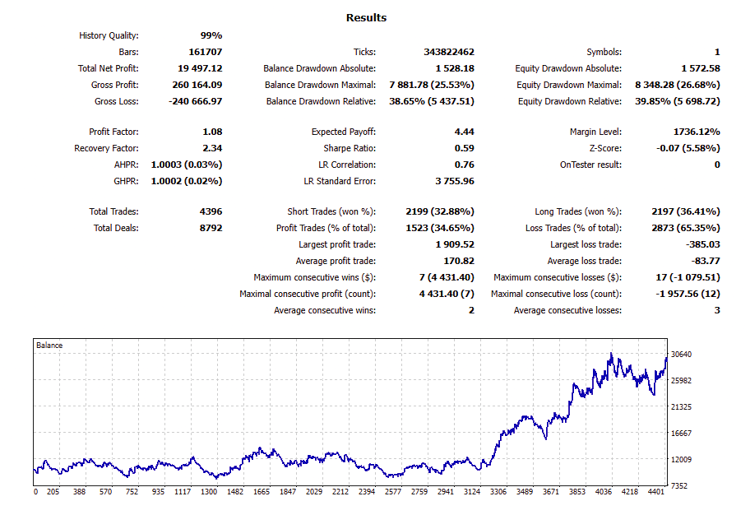 Results
History Quality: 99%
Bars: 161707 Ticks: 343822462 Symbols: 1
Total Net Profit: 19 497.12 Balance Drawdown Absolute: 1 528.18 Equity Drawdown Absolute: 1 572.58
Gross Profit: 260 164.09 Balance Drawdown Maximal: 7 881.78 (25.53%) Equity Drawdown Maximal: 8 348.28 (26.68%)
Gross Loss: -240 666.97 Balance Drawdown Relative: 38.65% (5 437.51) Equity Drawdown Relative: 39.85% (5 698.72)
Profit Factor: 1.08 Expected Payoff: 4.44 Margin Level: 1736.12%
Recovery Factor: 2.34 Sharpe Ratio: 0.59 Z-Score: -0.07 (5.58%)
AHPR: 1.0003 (0.03%) LR Correlation: 0.76 OnTester result: 0
GHPR: 1.0002 (0.02%) LR Standard Error: 3 755.96
Total Trades: 4396 Short Trades (won %): 2199 (32.88%) Long Trades (won %): 2197 (36.41%)
Total Deals: 8792 Profit Trades (% of total): 1523 (34.65%) Loss Trades (% of total): 2873 (65.35%)
Largest profit trade: 1 909.52 Largest loss trade: -385.03
Average profit trade: 170.82 Average loss trade: -83.77
Maximum consecutive wins ($): 7 (4 431.40) Maximum consecutive losses ($): 17 (-1 079.51)
Maximal consecutive profit (count): 4 431.40 (7) Maximal consecutive loss (count): -1 957.56 (12)
Average consecutive wins: 2 Average consecutive losses: 3
Balance
30640
25982
21325
16667
12009
7352
0 205 388 570 752 935 1117 1300 1482 1665 1847 2029 2212 2394 2577 2759 2941 3124 3306 3489 3671 3853 4036 4218 4401